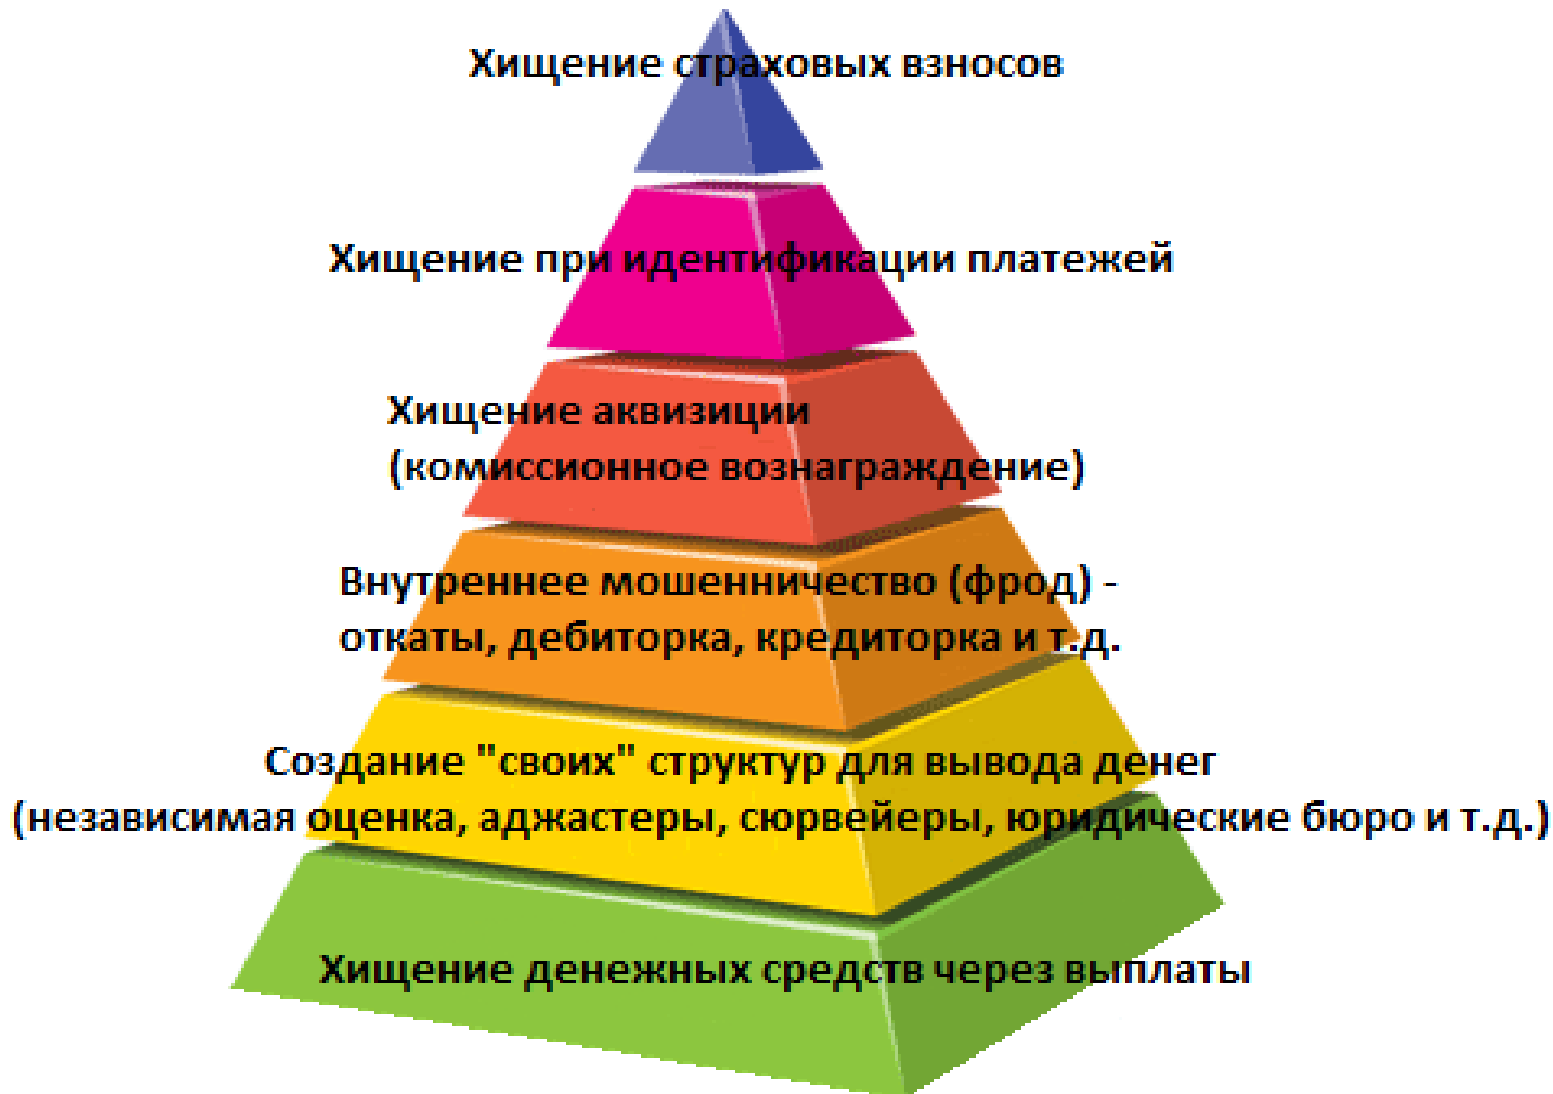 Хищение страховых взносов
Хищение при идентификации платежей
Хищение аквизиции
(комиссионное вознаграждение)
Внутреннее мошенничество (фрод) -
откаты, дебиторка, кредиторка и т.д.
Создание "своих" структур для вывода денег
(независимая оценка, аджастеры, сюрвейеры, юридические бюро и т.д.)
Хищение денежных средств через выплаты